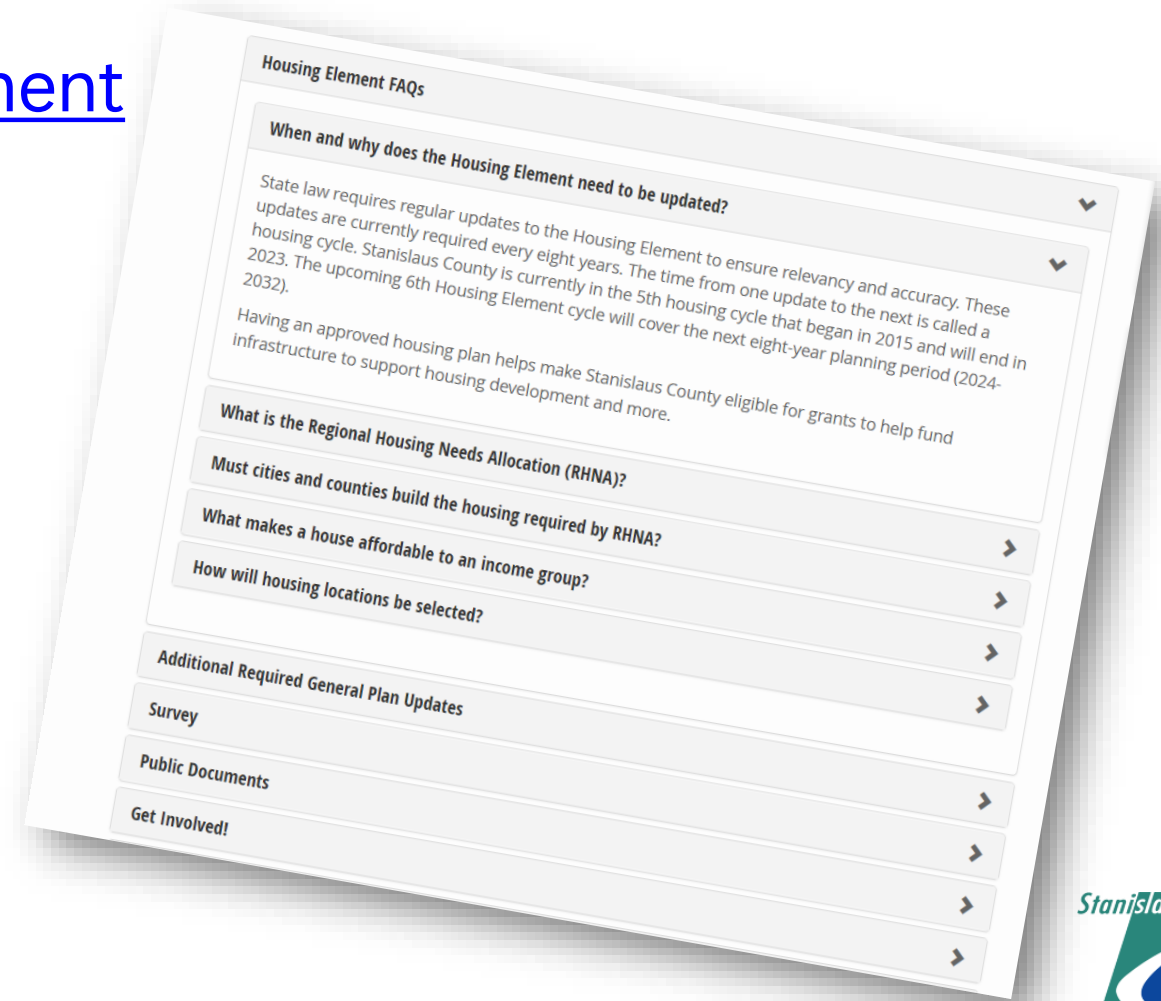 Housing Element FAQs
When and why does the Housing Element need to be updated?
State law requires regular updates to the Housing Element to ensure relevancy and accuracy. These
updates are currently required every eight years. The time from one update to the next is called a
housing cycle. Stanislaus County is currently in the 5th housing cycle that began in 2015 and will end in
2023. The upcoming 6th Housing Element cycle will cover the next eight-year planning period (2024-
2032).
Having an approved housing plan helps make Stanislaus County eligible for grants to help fund
infrastructure to support housing development and more.
What is the Regional Housing Needs Allocation (RHNA)?
Must cities and counties build the housing required by RHNA?
What makes a house affordable to an income group?
How will housing locations be selected?
Additional Required General Plan Updates
Survey
Public Documents
Get Involved!